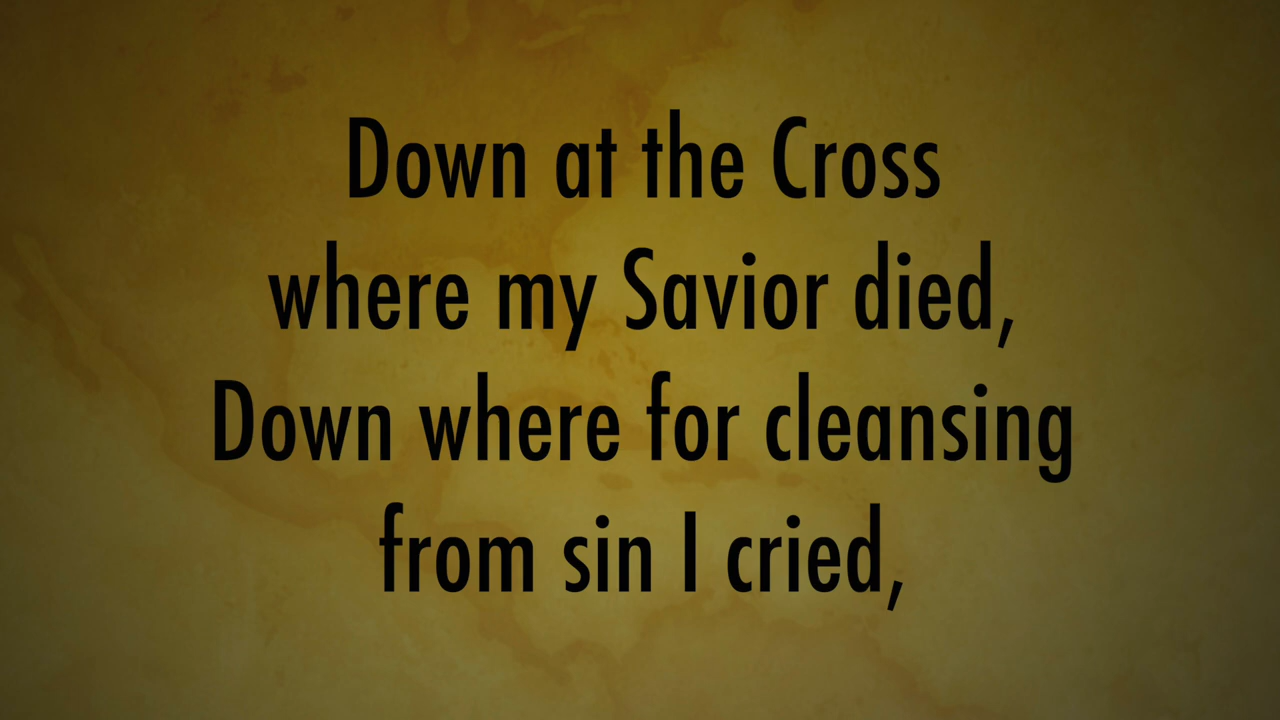 Down at the Cross
where my Savior died,
Down where for cleansing
from sin I cried,